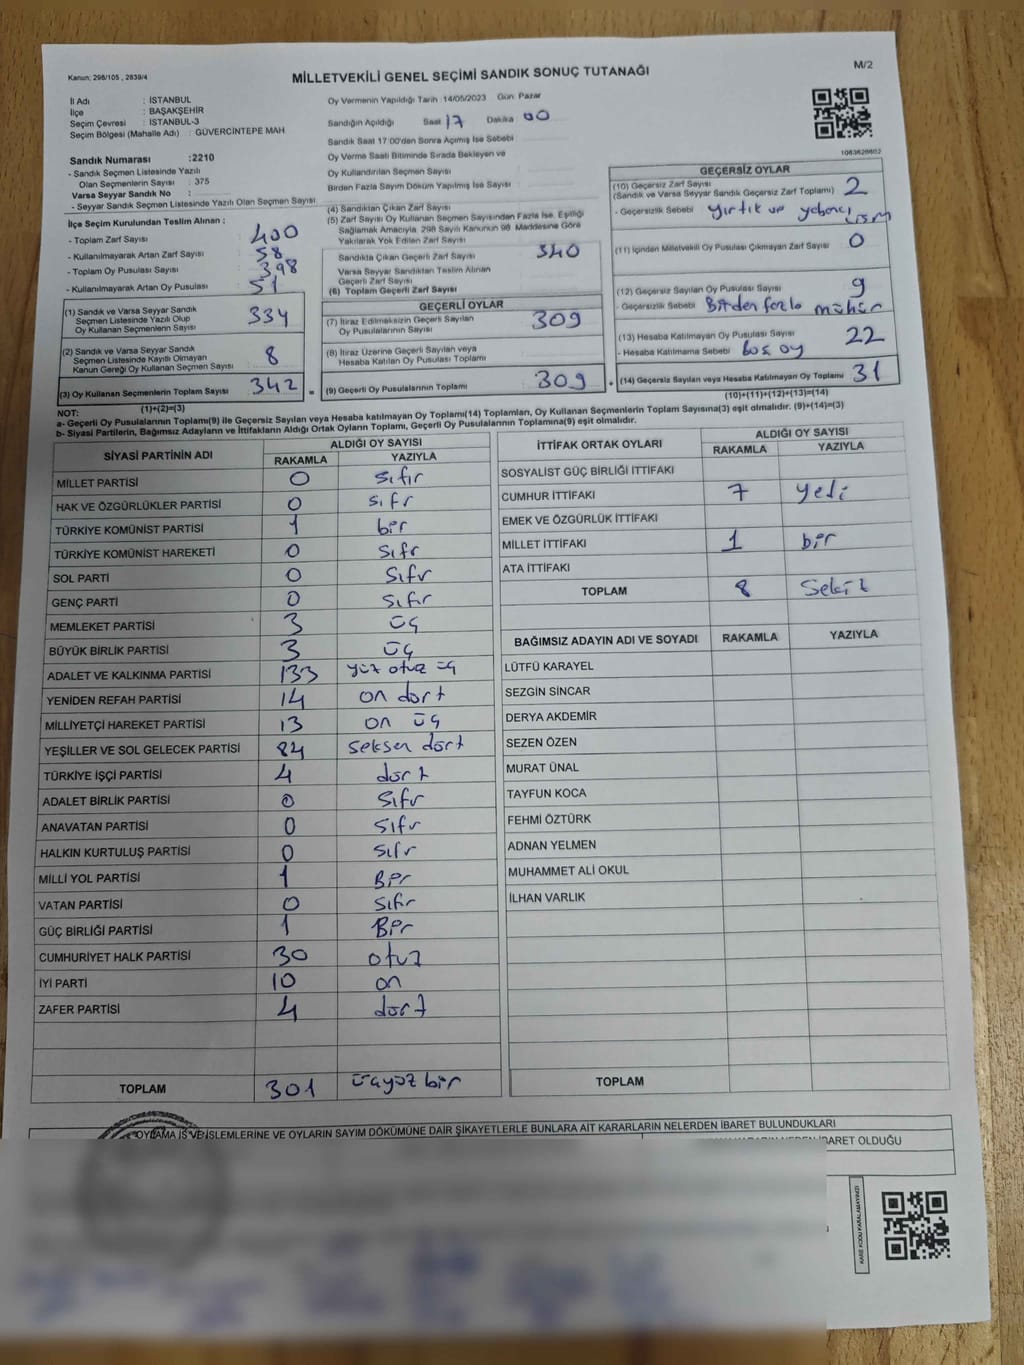 Kanun: 298/105 , 2839/4
MİLLETVEKİLİ GENEL SEÇİMİ SANDIK SONUÇ TUTANAĞI
M/2
İl Adı : İSTANBUL
İlçe : BAŞAKŞEHİR
Seçim Çevresi : İSTANBUL-3
Seçim Bölgesi (Mahalle Adı) : GÜVERCİNTEPE MAH
Oy Vermenin Yapıldığı Tarih :14/05/2023 Gün: Pazar
Sandığın Açıldığı Saat 17 Dakika 00
Sandık Saat 17:00'den Sonra Açımış İse Sebebi
Oy Verme Saati Bitiminde Sırada Bekleyen ve
Oy Kullandırılan Seçmen Sayısı
Birden Fazla Sayım Döküm Yapılmış İse Sayısı
Sandık Numarası :2210
- Sandık Seçmen Listesinde Yazılı
Olan Seçmenlerin Sayısı : 375
Varsa Seyyar Sandık No :
- Seyyar Sandık Seçmen Listesinde Yazılı Olan Seçmen Sayısı
İlçe Seçim Kurulundan Teslim Alınan :
- Toplam Zarf Sayısı : 400
- Kullanılmayarak Artan Zarf Sayısı : 58
- Toplam Oy Pusulası Sayısı : 398
- Kullanılmayarak Artan Oy Pusulası : 51
(1) Sandık ve Varsa Seyyar Sandık
Seçmen Listesinde Yazılı Olup
Oy Kullanan Seçmenlerin Sayısı 334
(2) Sandık ve Varsa Seyyar Sandık
Seçmen Listesinde Kayıtlı Olmayan
Kanun Gereği Oy Kullanan Seçmen Sayısı 8
(3) Oy Kullanan Seçmenlerin Toplam Sayısı 342 =
(1)+(2)=(3)
(4) Sandıktan Çıkan Zarf Sayısı
(5) Zarf Sayısı Oy Kullanan Seçmen Sayısından Fazla İse, Eşitliği
Sağlamak Amacıyla, 298 Sayılı Kanunun 98. Maddesine Göre
Yakılarak Yok Edilen Zarf Sayısı
Sandıkta Çıkan Geçerli Zarf Sayısı 340
Varsa Seyyar Sandıktan Teslim Alınan
Geçerli Zarf Sayısı
(6) Toplam Geçerli Zarf Sayısı
GEÇERLİ OYLAR
(7) İtiraz Edilmeksizin Geçerli Sayılan
Oy Pusulalarının Sayısı 309
(8) İtiraz Üzerine Geçerli Sayılan veya
Hesaba Katılan Oy Pusulası Toplamı
(9) Geçerli Oy Pusulalarının Toplamı 309 +
1083626602
GEÇERSİZ OYLAR
(10) Geçersiz Zarf Sayısı
(Sandık ve Varsa Seyyar Sandık Geçersiz Zarf Toplamı) 2
- Geçersizlik Sebebi yırtık ve yabancı isim
(11) İçinden Milletvekili Oy Pusulası Çıkmayan Zarf Sayısı 0
(12) Geçersiz Sayılan Oy Pusulası Sayısı 9
- Geçersizlik Sebebi Birden fazla mühür
(13) Hesaba Katılmayan Oy Pusulası Sayısı 22
- Hesaba Katılmama Sebebi boş oy
(14) Geçersiz Sayılan veya Hesaba Katılmayan Oy Toplamı 31
(10)+(11)+(12)+(13)=(14)
NOT:
a- Geçerli Oy Pusulalarının Toplamı(9) ile Geçersiz Sayılan veya Hesaba katılmayan Oy Toplamı(14) Toplamları, Oy Kullanan Seçmenlerin Toplam Sayısına(3) eşit olmalıdır. (9)+(14)=(3)
b- Siyasi Partilerin, Bağımsız Adayların ve İttifakların Aldığı Ortak Oyların Toplamı, Geçerli Oy Pusulalarının Toplamına(9) eşit olmalıdır.
SİYASİ PARTİNİN ADI ALDIĞI OY SAYISI
RAKAMLA YAZIYLA
MİLLET PARTİSİ 0 sıfır
HAK VE ÖZGÜRLÜKLER PARTİSİ 0 sıfr
TÜRKİYE KOMÜNİST PARTİSİ 1 bir
TÜRKİYE KOMÜNİST HAREKETİ 0 sıfr
SOL PARTİ 0 sıfır
GENÇ PARTİ 0 sıfır
MEMLEKET PARTİSİ 3 üç
BÜYÜK BİRLİK PARTİSİ 3 üç
ADALET VE KALKINMA PARTİSİ 133 yüz otuz üç
YENİDEN REFAH PARTİSİ 14 on dört
MİLLİYETÇİ HAREKET PARTİSİ 13 on üç
YEŞİLLER VE SOL GELECEK PARTİSİ 84 seksen dört
TÜRKİYE İŞÇİ PARTİSİ 4 dört
ADALET BİRLİK PARTİSİ 0 sıfır
ANAVATAN PARTİSİ 0 sıfr
HALKIN KURTULUŞ PARTİSİ 0 sıfr
MİLLİ YOL PARTİSİ 1 Bir
VATAN PARTİSİ 0 sıfır
GÜÇ BİRLİĞİ PARTİSİ 1 Bir
CUMHURİYET HALK PARTİSİ 30 otuz
İYİ PARTİ 10 on
ZAFER PARTİSİ 4 dört
TOPLAM 301 üçyüz bir
İTTİFAK ORTAK OYLARI ALDIĞI OY SAYISI
RAKAMLA YAZIYLA
SOSYALİST GÜÇ BİRLİĞİ İTTİFAKI
CUMHUR İTTİFAKI 7 yedi
EMEK VE ÖZGÜRLÜK İTTİFAKI
MİLLET İTTİFAKI 1 bir
ATA İTTİFAKI
TOPLAM 8 Sekiz
BAĞIMSIZ ADAYIN ADI VE SOYADI RAKAMLA YAZIYLA
LÜTFÜ KARAYEL
SEZGİN SİNCAR
DERYA AKDEMİR
SEZEN ÖZEN
MURAT ÜNAL
TAYFUN KOCA
FEHMİ ÖZTÜRK
ADNAN YELMEN
MUHAMMET ALİ OKUL
İLHAN VARLIK
TOPLAM
OYLAMA İŞ VE İŞLEMLERİNE VE OYLARIN SAYIM DÖKÜMÜNE DAİR ŞİKAYETLERLE BUNLARA AİT KARARLARIN NELERDEN İBARET BULUNDUKLARI
İBARET OLDUĞU
KARE KODU KARALAMAYINIZ!